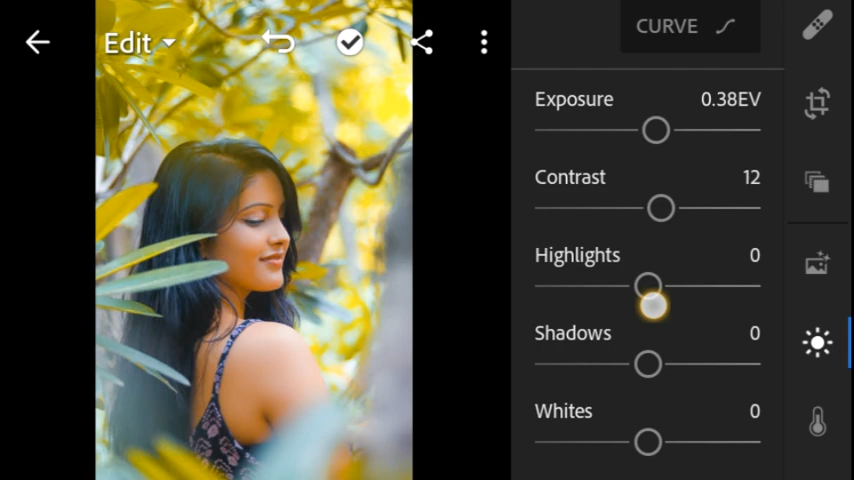 Edit
CURVE
Exposure 0.38EV
Contrast 12
Highlights 0
Shadows 0
Whites 0